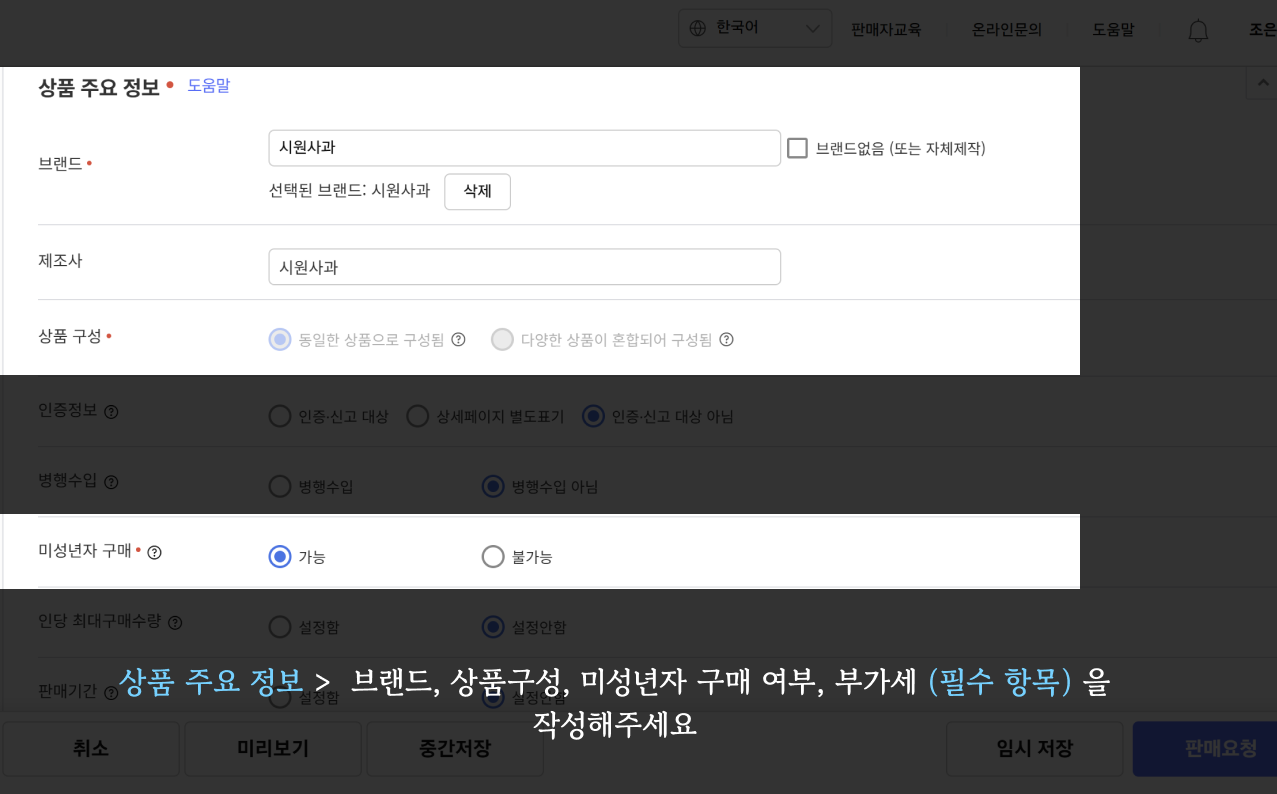 한국어 판매자교육 온라인문의 도움말 조은
상품 주요 정보 • 도움말
브랜드 • 시원사과 브랜드없음 (또는 자체제작)
선택된 브랜드: 시원사과 삭제
제조사 시원사과
상품 구성 • 동일한 상품으로 구성됨 ? 다양한 상품이 혼합되어 구성됨 ?
인증정보 ? 인증·신고 대상 상세페이지 별도표기 인증·신고 대상 아님
병행수입 ? 병행수입 병행수입 아님
미성년자 구매 • ? 가능 불가능
인당 최대구매수량 ? 설정함 설정안함
판매기간 ? 설정함 설정안함
상품 주요 정보 > 브랜드, 상품구성, 미성년자 구매 여부, 부가세 (필수 항목) 을
작성해주세요
취소 미리보기 중간저장 임시 저장 판매요청